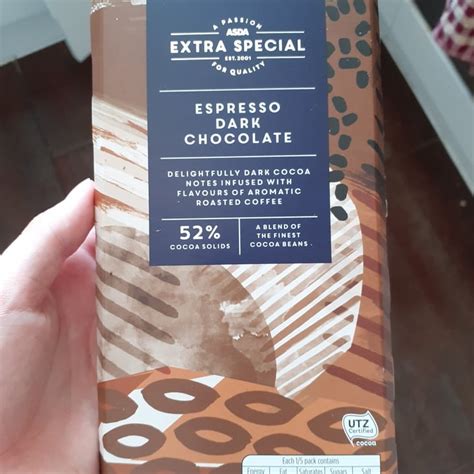 A PASSION
ASDA
EXTRA SPECIAL
EST. 2001
FOR QUALITY
ESPRESSO
DARK
CHOCOLATE
DELIGHTFULLY DARK COCOA
NOTES INFUSED WITH
FLAVOURS OF AROMATIC
ROASTED COFFEE
52%
COCOA SOLIDS
A BLEND OF
THE FINEST
COCOA BEANS
UTZ
Certified
cocoa
Each 1/5 pack contains
Energy Fat Saturates Sugars Salt